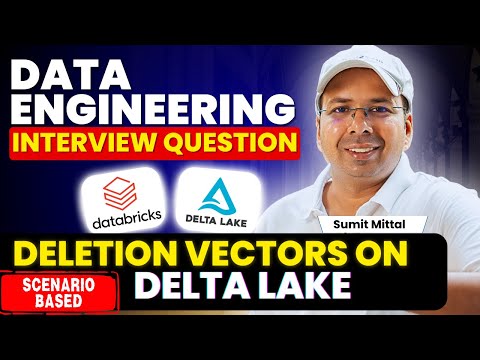 DATA
ENGINEERING
INTERVIEW QUESTION
databricks
DELTA LAKE
Sumit Mittal
DELETION VECTORS ON
SCENARIO
BASED
DELTA LAKE